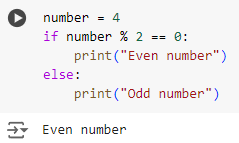 number = 4
if number % 2 == 0:
    print("Even number")
else:
    print("Odd number")
Even number